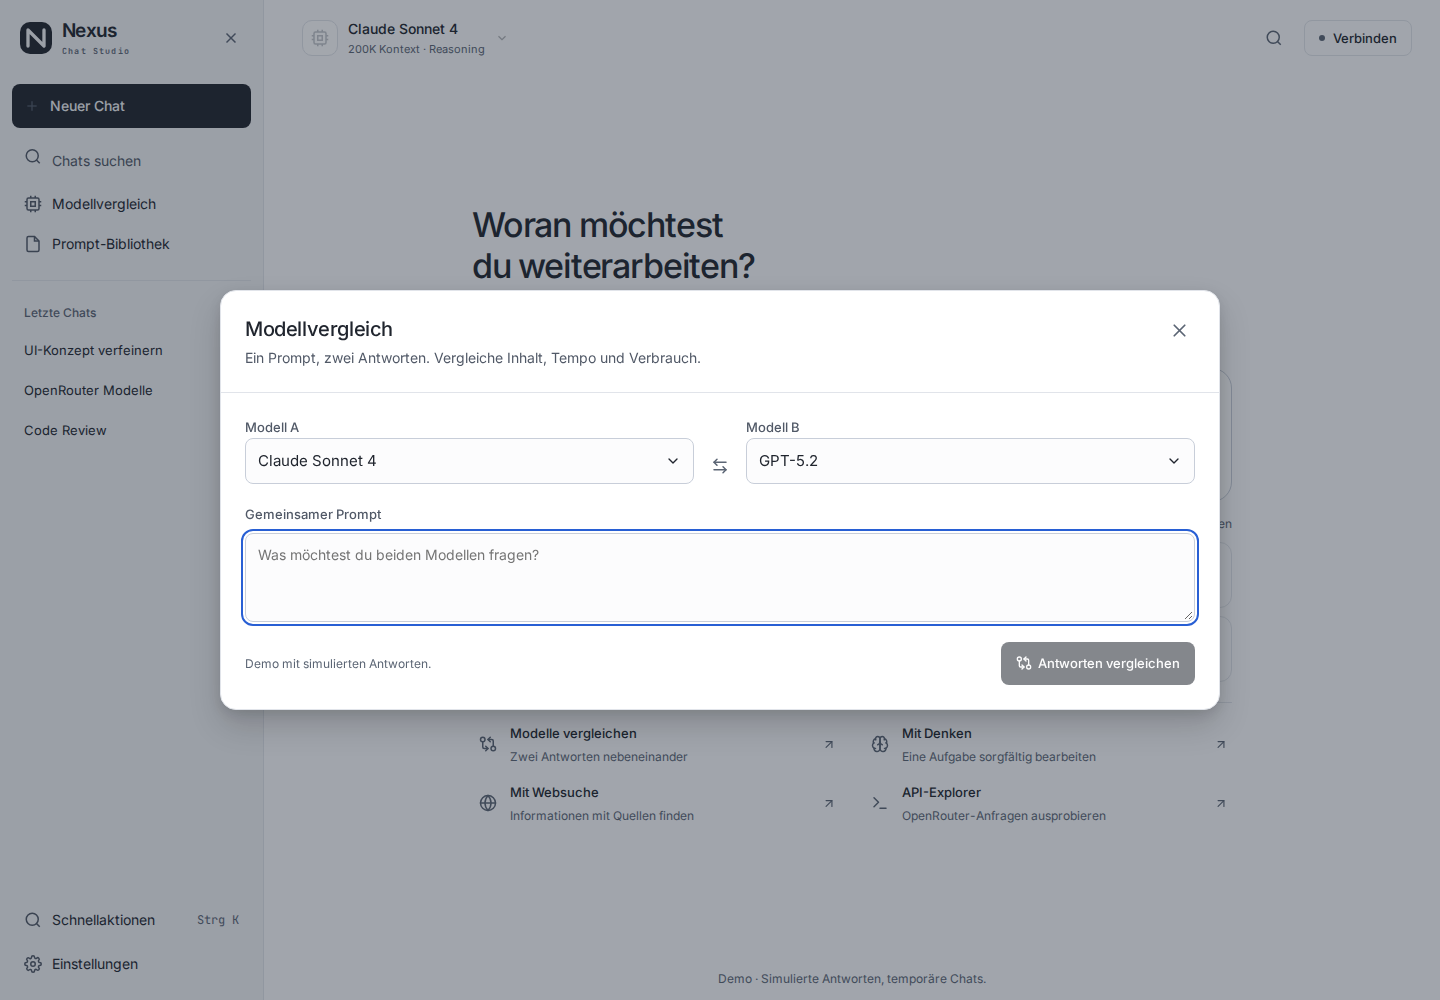 Nexus
Chat Studio
Neuer Chat
Chats suchen
Modellvergleich
Prompt-Bibliothek
Letzte Chats
UI-Konzept verfeinern
OpenRouter Modelle
Code Review
Schnellaktionen Strg K
Einstellungen
Claude Sonnet 4
200K Kontext · Reasoning
Verbinden
Woran möchtest
du weiterarbeiten?
Modellvergleich
Ein Prompt, zwei Antworten. Vergleiche Inhalt, Tempo und Verbrauch.
Modell A
Claude Sonnet 4
Modell B
GPT-5.2
Gemeinsamer Prompt
Was möchtest du beiden Modellen fragen?
Demo mit simulierten Antworten.
Antworten vergleichen
en
Modelle vergleichen
Zwei Antworten nebeneinander
Mit Denken
Eine Aufgabe sorgfältig bearbeiten
Mit Websuche
Informationen mit Quellen finden
API-Explorer
OpenRouter-Anfragen ausprobieren
Demo · Simulierte Antworten, temporäre Chats.